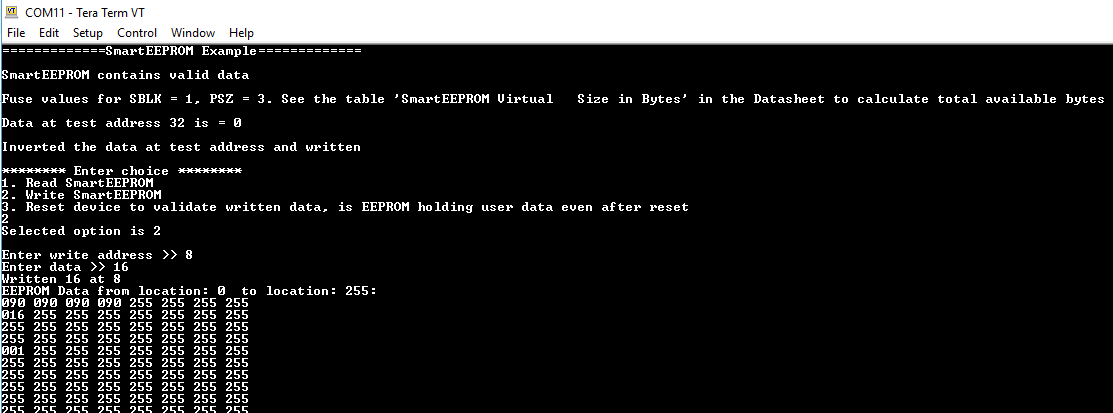 COM11 - Tera Term VT
File Edit Setup Control Window Help
=============SmartEEPROM Example=============
SmartEEPROM contains valid data
Fuse values for SBLK = 1, PSZ = 3. See the table 'SmartEEPROM Virtual   Size in Bytes' in the Datasheet to calculate total available bytes
Data at test address 32 is = 0
Inverted the data at test address and written
******** Enter choice ********
1. Read SmartEEPROM
2. Write SmartEEPROM
3. Reset device to validate written data, is EEPROM holding user data even after reset
2
Selected option is 2
Enter write address >> 8
Enter data >> 16
Written 16 at 8
EEPROM Data from location: 0  to location: 255:
090 090 090 090 255 255 255 255
016 255 255 255 255 255 255 255
255 255 255 255 255 255 255 255
255 255 255 255 255 255 255 255
001 255 255 255 255 255 255 255
255 255 255 255 255 255 255 255
255 255 255 255 255 255 255 255
255 255 255 255 255 255 255 255
255 255 255 255 255 255 255 255
255 255 255 255 255 255 255 255